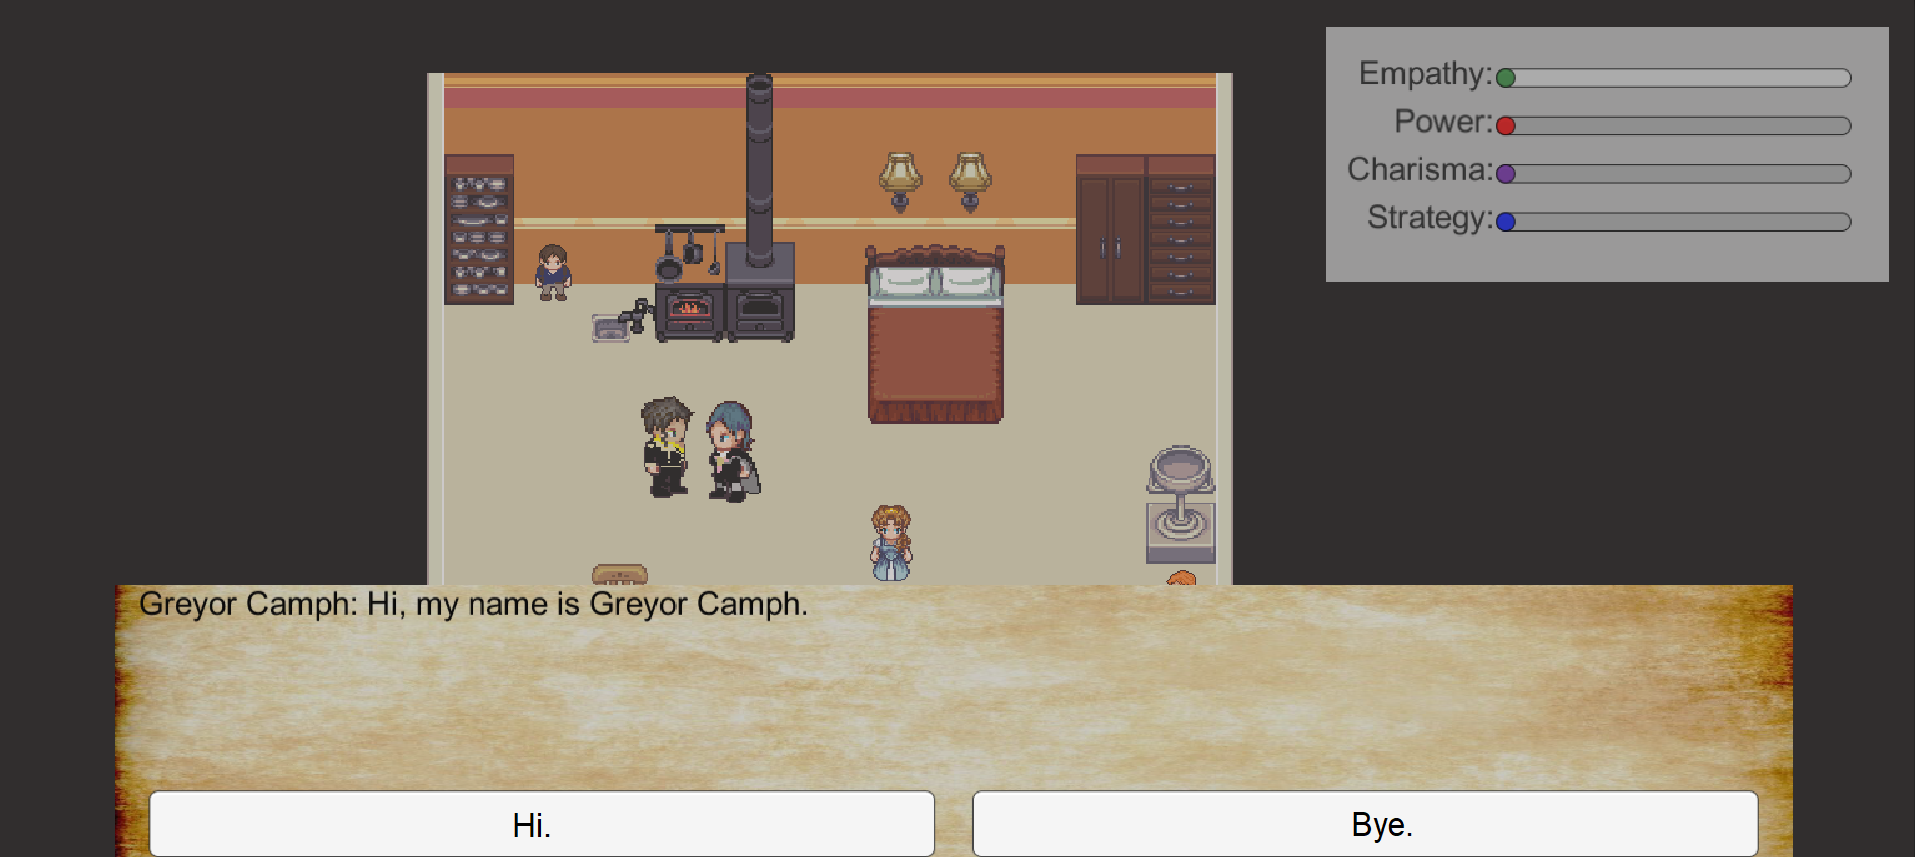 Empathy:
Power:
Charisma:
Strategy:
Greyor Camph: Hi, my name is Greyor Camph.
Hi.
Bye.